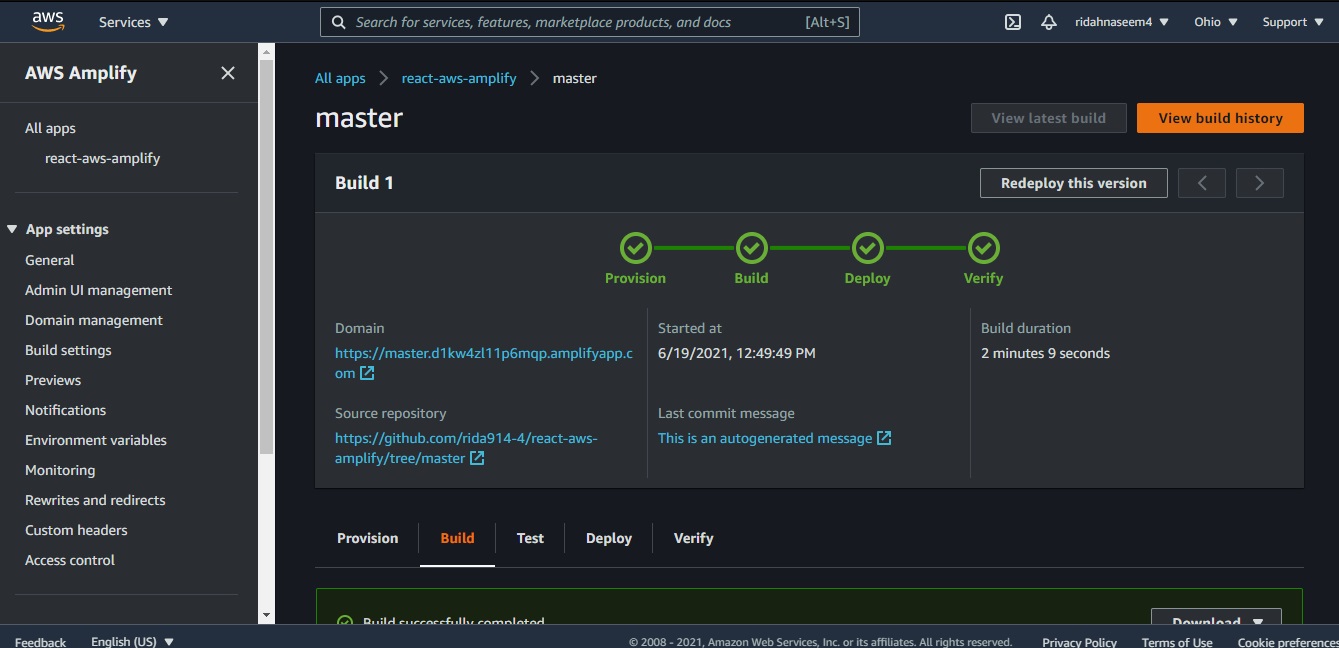 aws
Services
Search for services, features, marketplace products, and docs [Alt+S]
ridahnaseem4
Ohio
Support
AWS Amplify
All apps
react-aws-amplify
App settings
General
Admin UI management
Domain management
Build settings
Previews
Notifications
Environment variables
Monitoring
Rewrites and redirects
Custom headers
Access control
All apps
react-aws-amplify
master
master
View latest build
View build history
Build 1
Redeploy this version
Provision
Build
Deploy
Verify
Domain
https://master.d1kw4zl11p6mqp.amplifyapp.c
om
Started at
6/19/2021, 12:49:49 PM
Build duration
2 minutes 9 seconds
Source repository
https://github.com/rida914-4/react-aws-
amplify/tree/master
Last commit message
This is an autogenerated message
Provision
Build
Test
Deploy
Verify
Build successfully completed
Download
Feedback
English (US)
© 2008 - 2021, Amazon Web Services, Inc. or its affiliates. All rights reserved.
Privacy Policy
Terms of Use
Cookie preferences